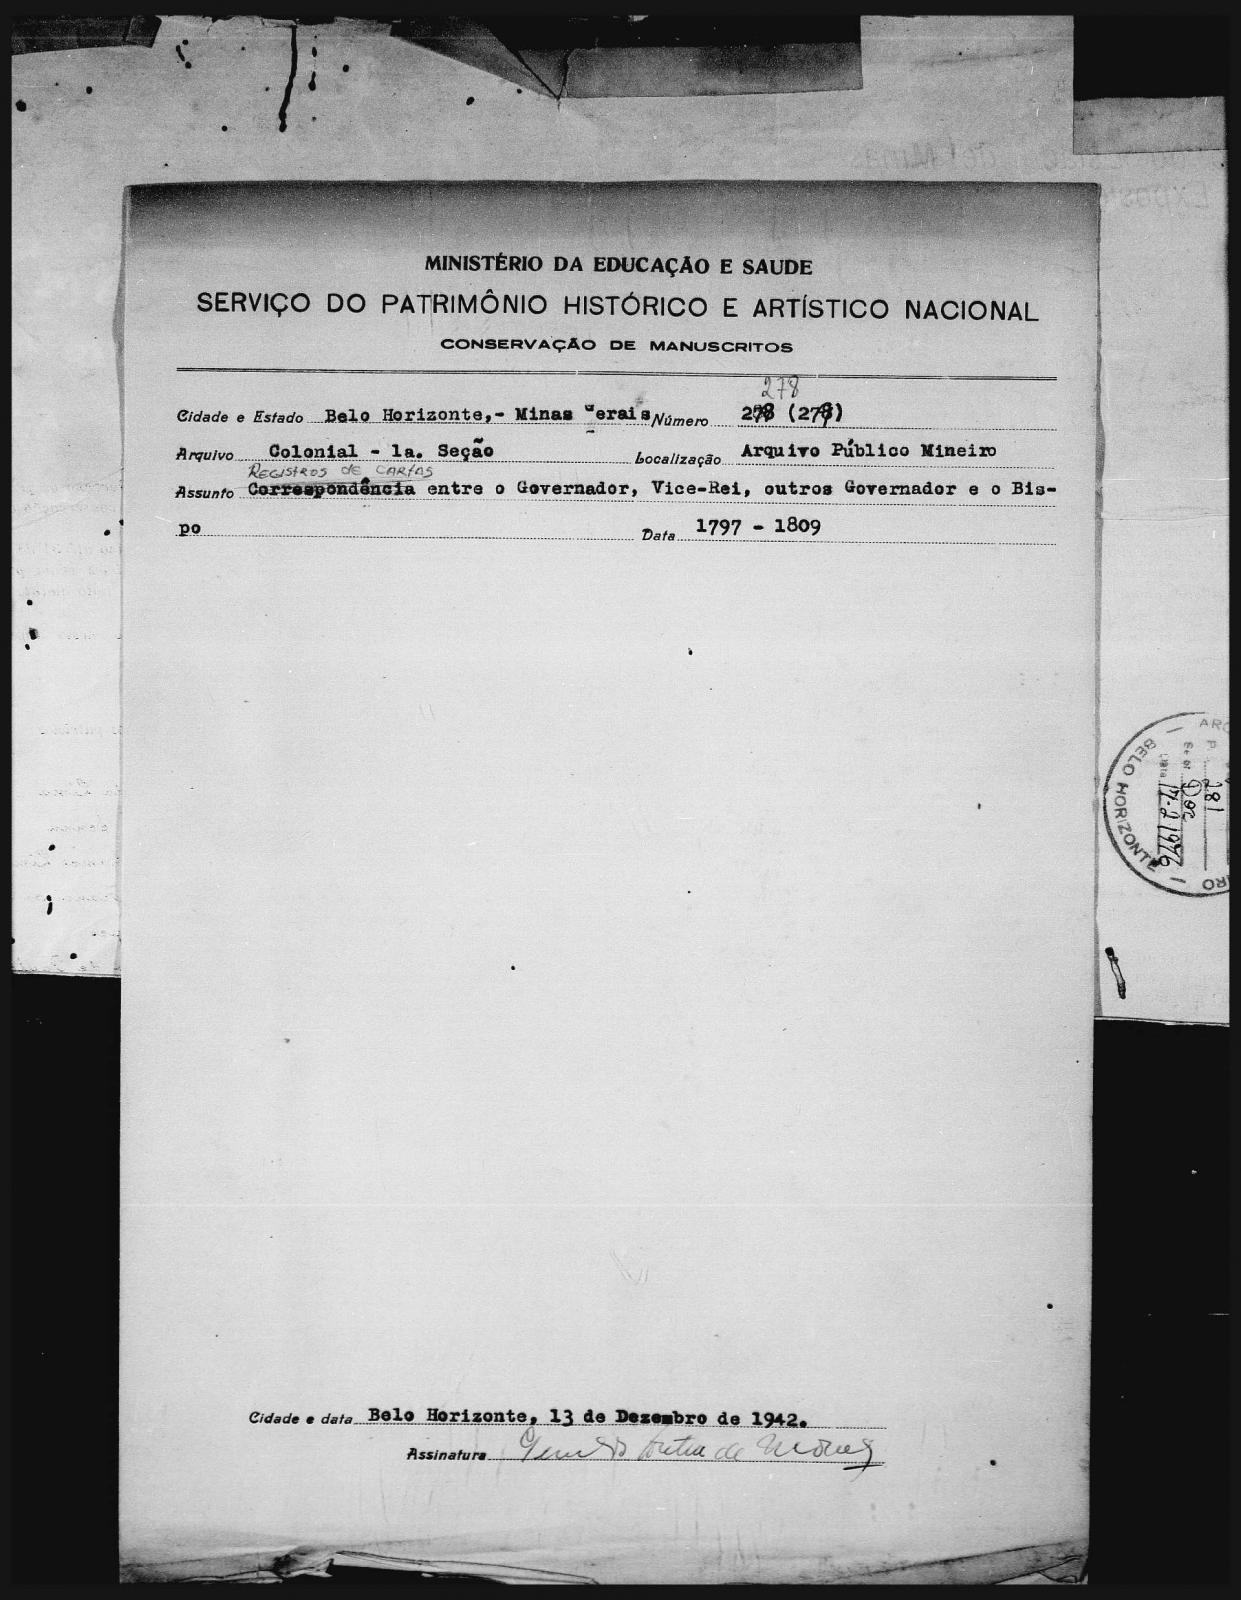 MINISTÉRIO DA EDUCAÇÃO E SAUDE
SERVIÇO DO PATRIMÔNIO HISTÓRICO E ARTÍSTICO NACIONAL
CONSERVAÇÃO DE MANUSCRITOS
278
Cidade e Estado Belo Horizonte,- Minas Gerais Número 278 (279)
Arquivo Colonial - 1a. Seção Localização Arquivo Público Mineiro
REGISTROS DE CARTAS
Assunto Correspondência entre o Governador, Vice-Rei, outros Governador e o Bis-
po Data 1797 - 1809
BELO HORIZONTE
Cidade e data Belo Horizonte, 13 de Dezembro de 1942.
Assinatura de